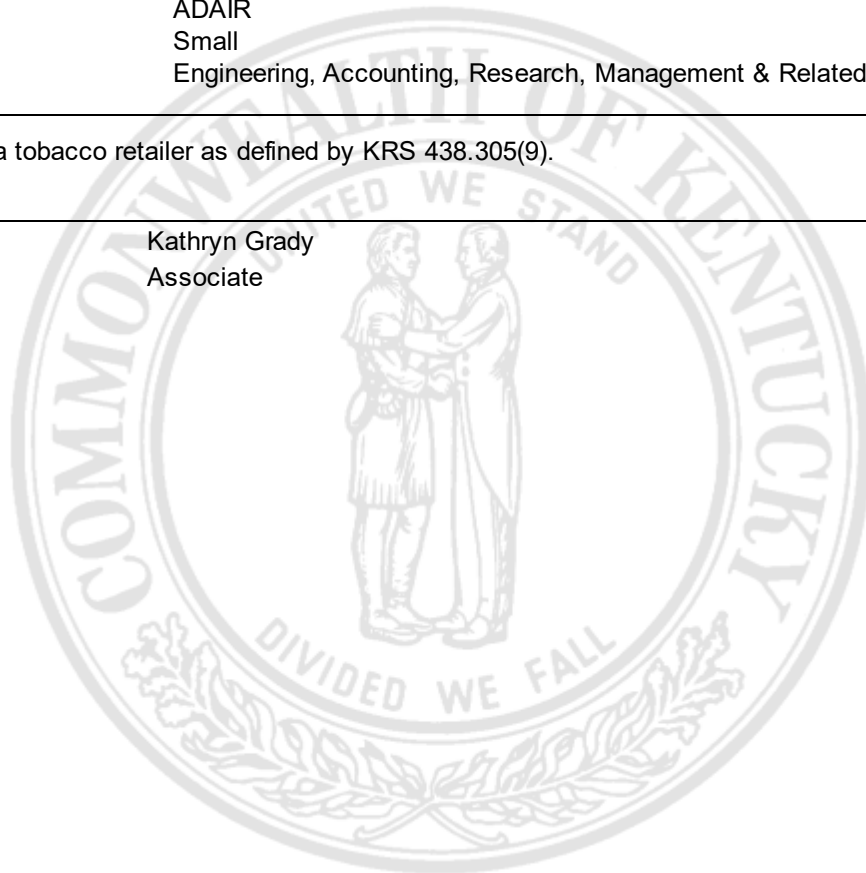 ADAIR
Small
Engineering, Accounting, Research, Management & Related
a tobacco retailer as defined by KRS 438.305(9).
Kathryn Grady
Associate
COMMONWEALTH OF KENTUCKY
UNITED WE STAND
DIVIDED WE FALL